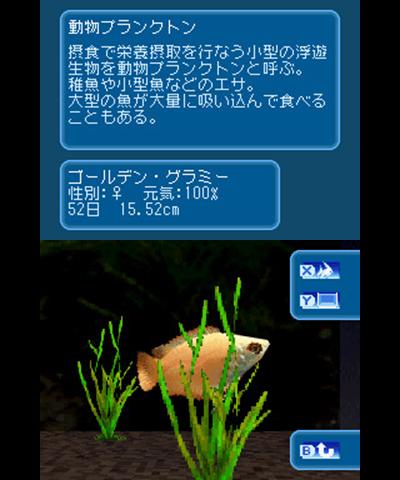 動物プランクトン
摂食で栄養摂取を行なう小型の浮遊
生物を動物プランクトンと呼ぶ。
稚魚や小型魚などのエサ。
大型の魚が大量に吸い込んで食べる
こともある。
ゴールデン・グラミー
性別:♀ 元気:100%
52日 15.52cm
X
Y
B